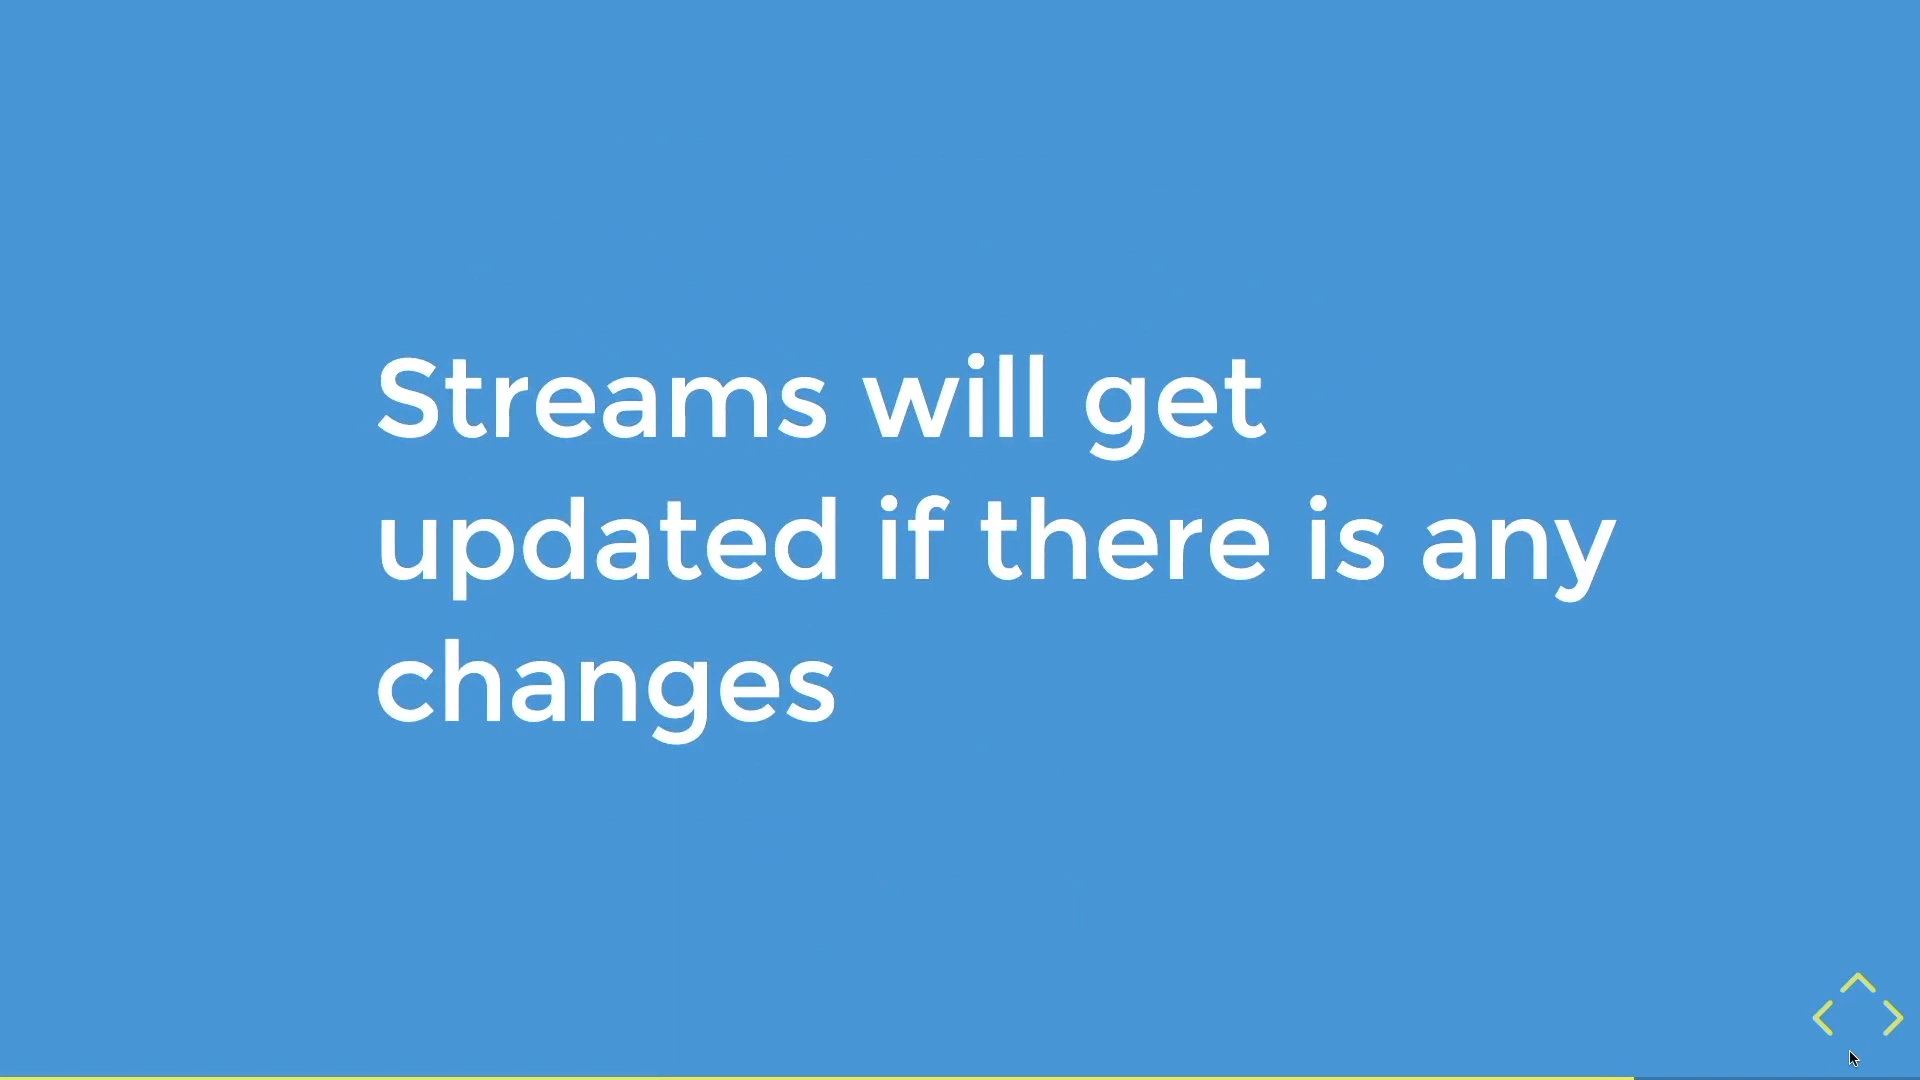 Streams will get
updated if there is any
changes